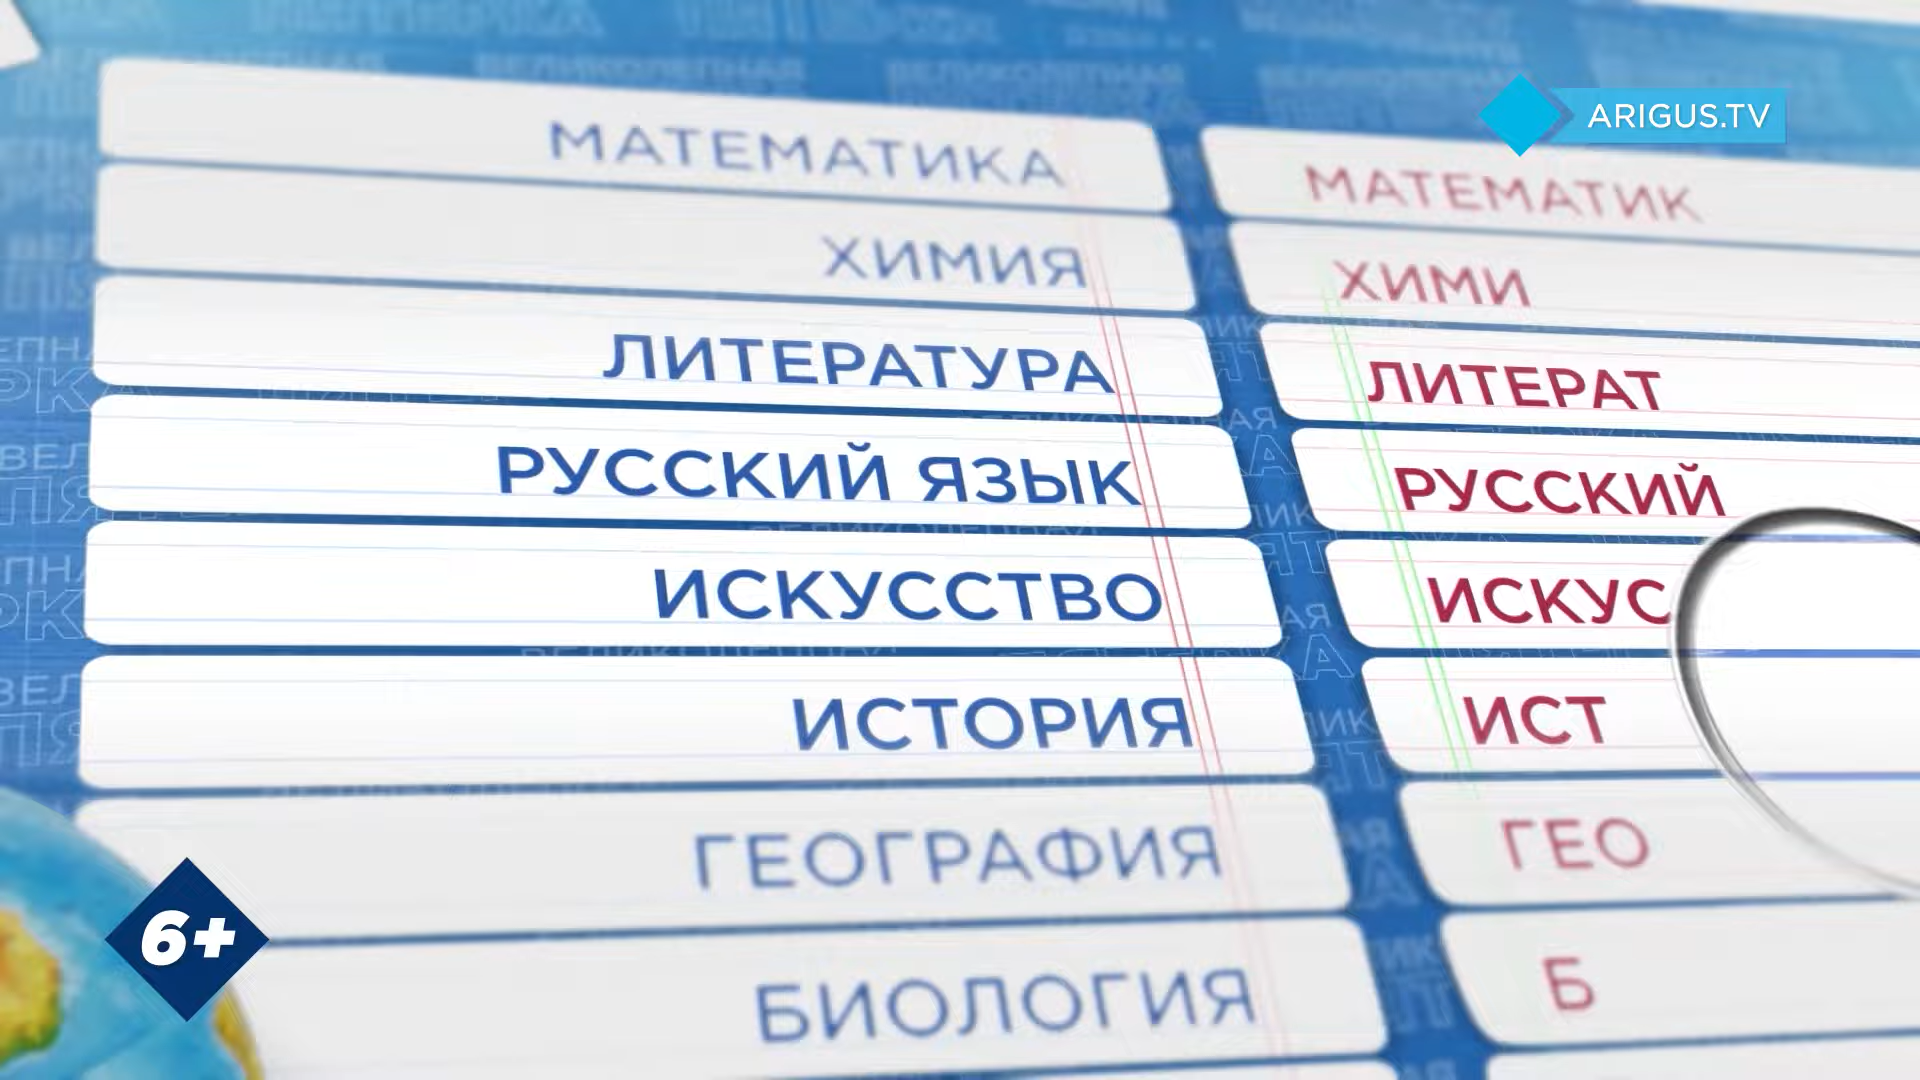 ARIGUS.TV
МАТЕМАТИКА
МАТЕМАТИК
ХИМИЯ
ХИМИ
ЛИТЕРАТУРА
ЛИТЕРАТ
РУССКИЙ ЯЗЫК
РУССКИЙ
ИСКУССТВО
ИСКУС
ИСТОРИЯ
ИСТ
ГЕОГРАФИЯ
ГЕО
6+
БИОЛОГИЯ
Б